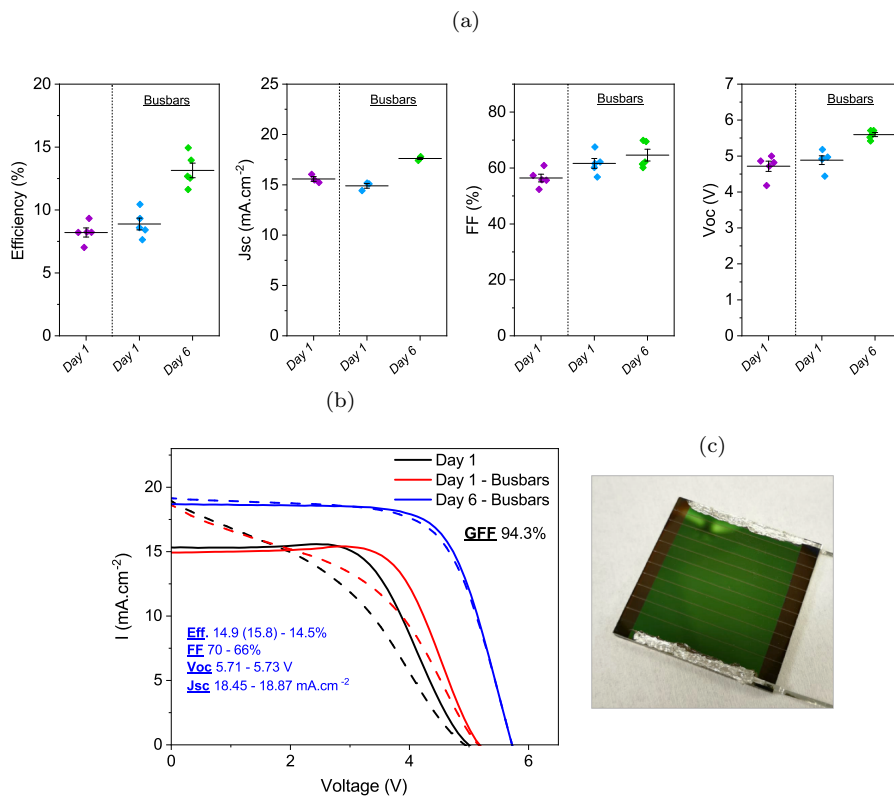 (a)
Efficiency (%)
20
15
10
5
0
Busbars
Day 1
Day 1
Day 6
Jsc (mA.cm-2)
25
20
15
10
5
0
Busbars
Day 1
Day 1
Day 6
FF (%)
80
60
40
20
0
Busbars
Day 1
Day 1
Day 6
Voc (V)
7
6
5
4
3
2
1
0
Busbars
Day 1
Day 1
Day 6
(b)
I (mA.cm-2)
20
15
10
5
0
Day 1
Day 1 - Busbars
Day 6 - Busbars
GFF 94.3%
Eff. 14.9 (15.8) - 14.5%
FF 70 - 66%
Voc 5.71 - 5.73 V
Jsc 18.45 - 18.87 mA.cm-2
0
2
4
6
Voltage (V)
(c)